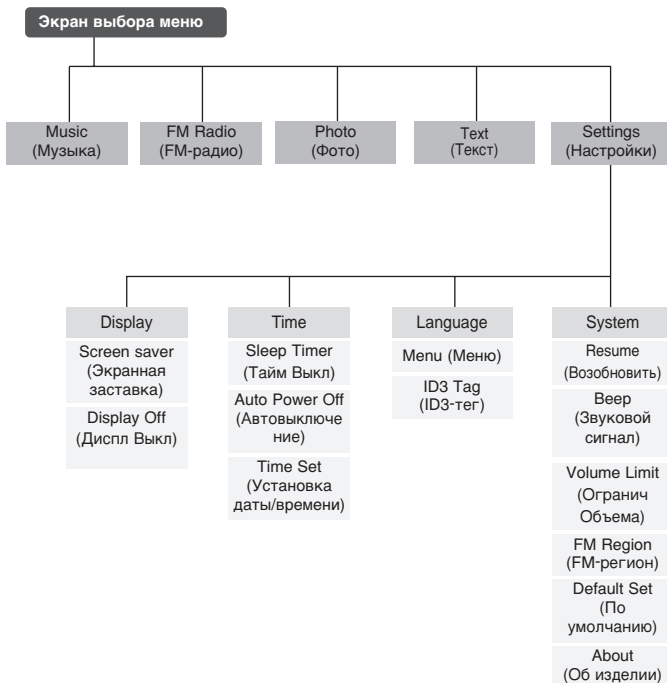 Экран выбора меню
Music
(Музыка)
FM Radio
(FM-радио)
Photo
(Фото)
Text
(Текст)
Settings
(Настройки)
Display
Screen saver
(Экранная
заставка)
Display Off
(Диспл Выкл)
Time
Sleep Timer
(Тайм Выкл)
Auto Power Off
(Автовыключе
ние)
Time Set
(Установка
даты/времени)
Language
Menu (Меню)
ID3 Tag
(ID3-тег)
System
Resume
(Возобновить)
Beep
(Звуковой
сигнал)
Volume Limit
(Огранич
Объема)
FM Region
(FM-регион)
Default Set
(По
умолчанию)
About
(Об изделии)